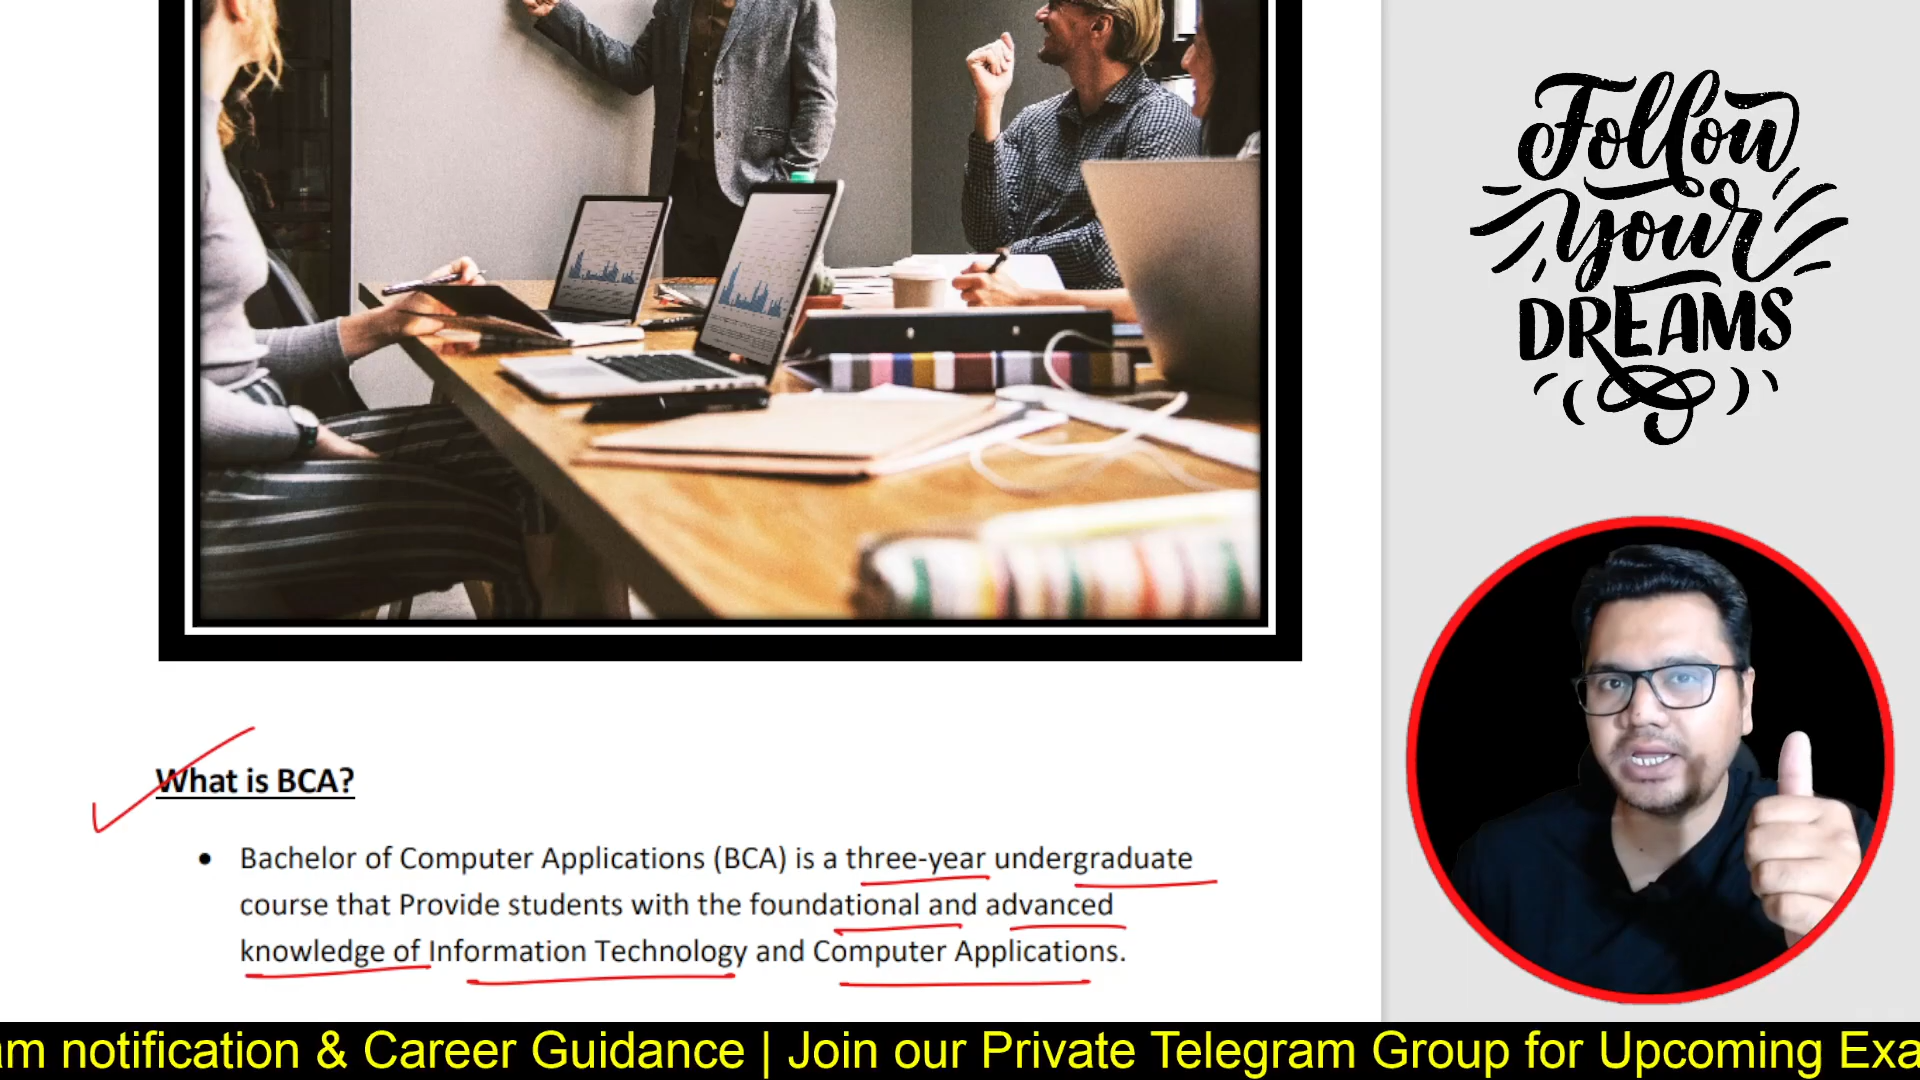 Follow
your
DREAMS
What is BCA?
• Bachelor of Computer Applications (BCA) is a three-year undergraduate
course that Provide students with the foundational and advanced
knowledge of Information Technology and Computer Applications.
am notification & Career Guidance | Join our Private Telegram Group for Upcoming Exa